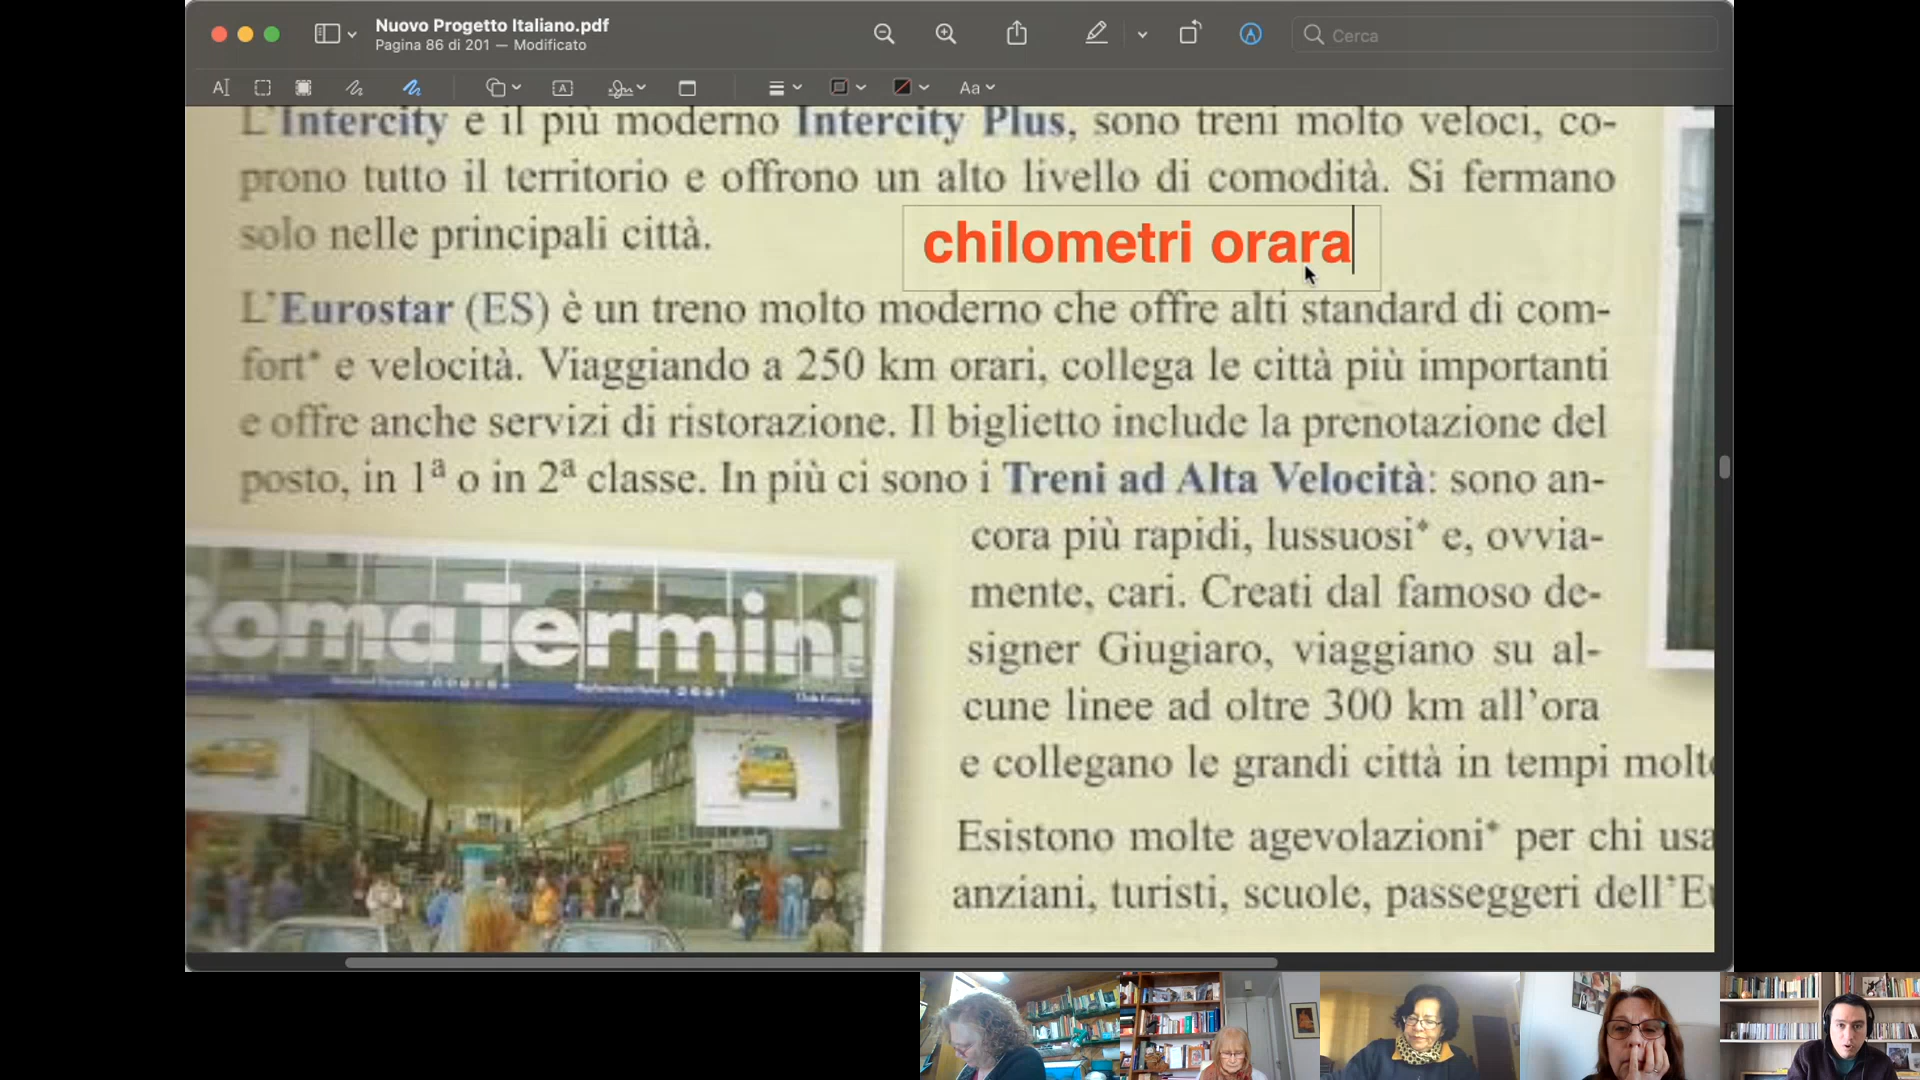 Nuovo Progetto Italiano.pdf
Pagina 86 di 201 — Modificato
Cerca
Aa
L'Intercity e il più moderno Intercity Plus, sono treni molto veloci, co-
prono tutto il territorio e offrono un alto livello di comodità. Si fermano
solo nelle principali città.
chilometri orara
L'Eurostar (ES) è un treno molto moderno che offre alti standard di com-
fort* e velocità. Viaggiando a 250 km orari, collega le città più importanti
e offre anche servizi di ristorazione. Il biglietto include la prenotazione del
posto, in 1ª o in 2ª classe. In più ci sono i Treni ad Alta Velocità: sono an-
cora più rapidi, lussuosi* e, ovvia-
mente, cari. Creati dal famoso de-
signer Giugiaro, viaggiano su al-
cune linee ad oltre 300 km all'ora
e collegano le grandi città in tempi molto
Esistono molte agevolazioni* per chi usa
anziani, turisti, scuole, passeggeri dell'Eu
Roma Termini